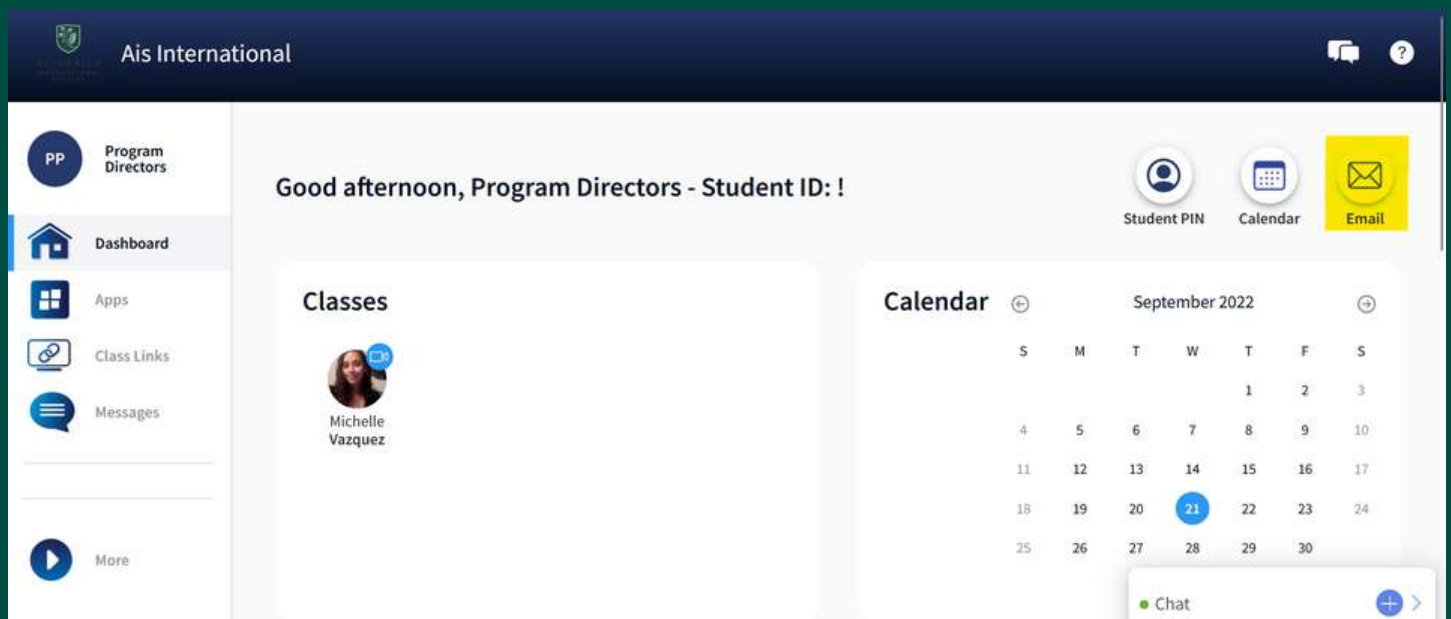 Ais International
?
PP
Program
Directors
Good afternoon, Program Directors - Student ID: !
Student PIN
Calendar
Email
Dashboard
Apps
Class Links
Messages
More
Classes
Michelle
Vazquez
Calendar
September 2022
S M T W T F S
1 2 3
4 5 6 7 8 9 10
11 12 13 14 15 16 17
18 19 20 21 22 23 24
25 26 27 28 29 30
Chat